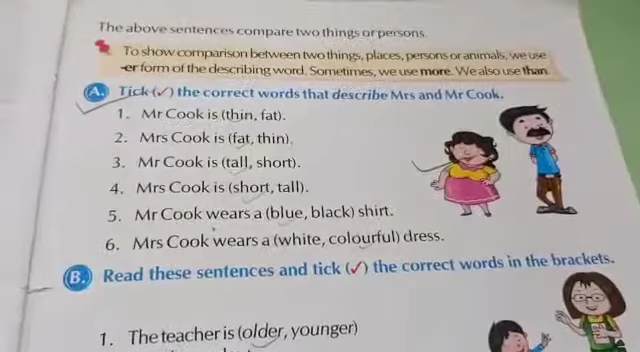 The above sentences compare two things or persons.
To show comparison between two things, places, persons or animals, we use
-er form of the describing word. Sometimes, we use more. We also use than.
A. Tick (✓) the correct words that describe Mrs and Mr Cook.
1. Mr Cook is (thin, fat).
2. Mrs Cook is (fat, thin).
3. Mr Cook is (tall, short).
4. Mrs Cook is (short, tall).
5. Mr Cook wears a (blue, black) shirt.
6. Mrs Cook wears a (white, colourful) dress.
B. Read these sentences and tick (✓) the correct words in the brackets.
1. The teacher is (older, younger)